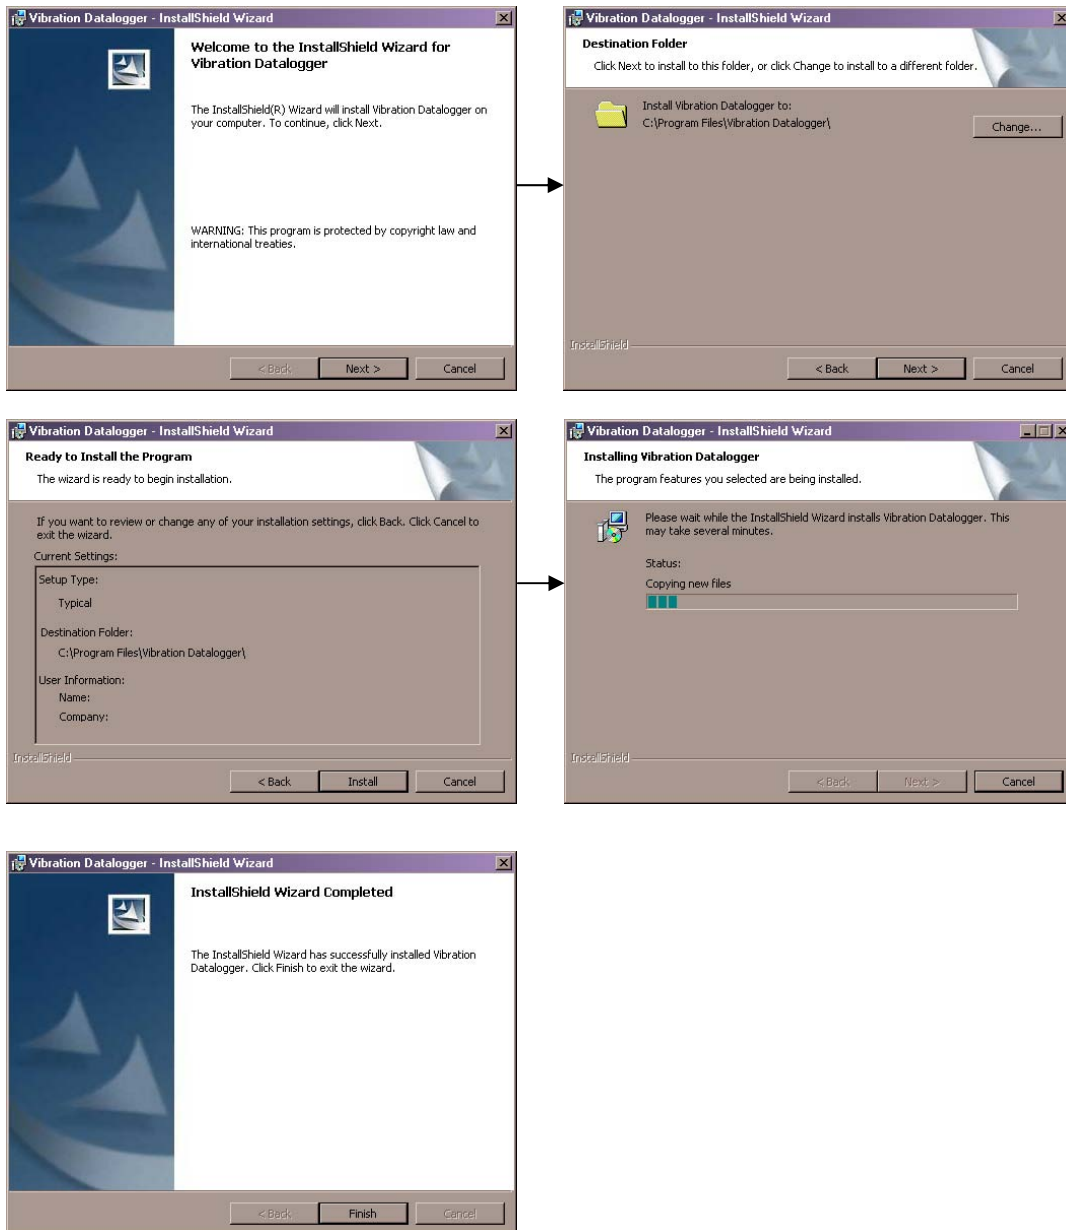 Vibration Datalogger - InstallShield Wizard
Welcome to the InstallShield Wizard for
Vibration Datalogger
The InstallShield(R) Wizard will install Vibration Datalogger on
your computer. To continue, click Next.
WARNING: This program is protected by copyright law and
international treaties.
< Back
Next >
Cancel
Vibration Datalogger - InstallShield Wizard
Destination Folder
Click Next to install to this folder, or click Change to install to a different folder.
Install Vibration Datalogger to:
C:\Program Files\Vibration Datalogger\
Change...
InstallShield
< Back
Next >
Cancel
Vibration Datalogger - InstallShield Wizard
Ready to Install the Program
The wizard is ready to begin installation.
If you want to review or change any of your installation settings, click Back. Click Cancel to
exit the wizard.
Current Settings:
Setup Type:
Typical
Destination Folder:
C:\Program Files\Vibration Datalogger\
User Information:
Name:
Company:
InstallShield
< Back
Install
Cancel
Vibration Datalogger - InstallShield Wizard
Installing Vibration Datalogger
The program features you selected are being installed.
Please wait while the InstallShield Wizard installs Vibration Datalogger. This
may take several minutes.
Status:
Copying new files
InstallShield
< Back
Next >
Cancel
Vibration Datalogger - InstallShield Wizard
InstallShield Wizard Completed
The InstallShield Wizard has successfully installed Vibration
Datalogger. Click Finish to exit the wizard.
< Back
Finish
Cancel